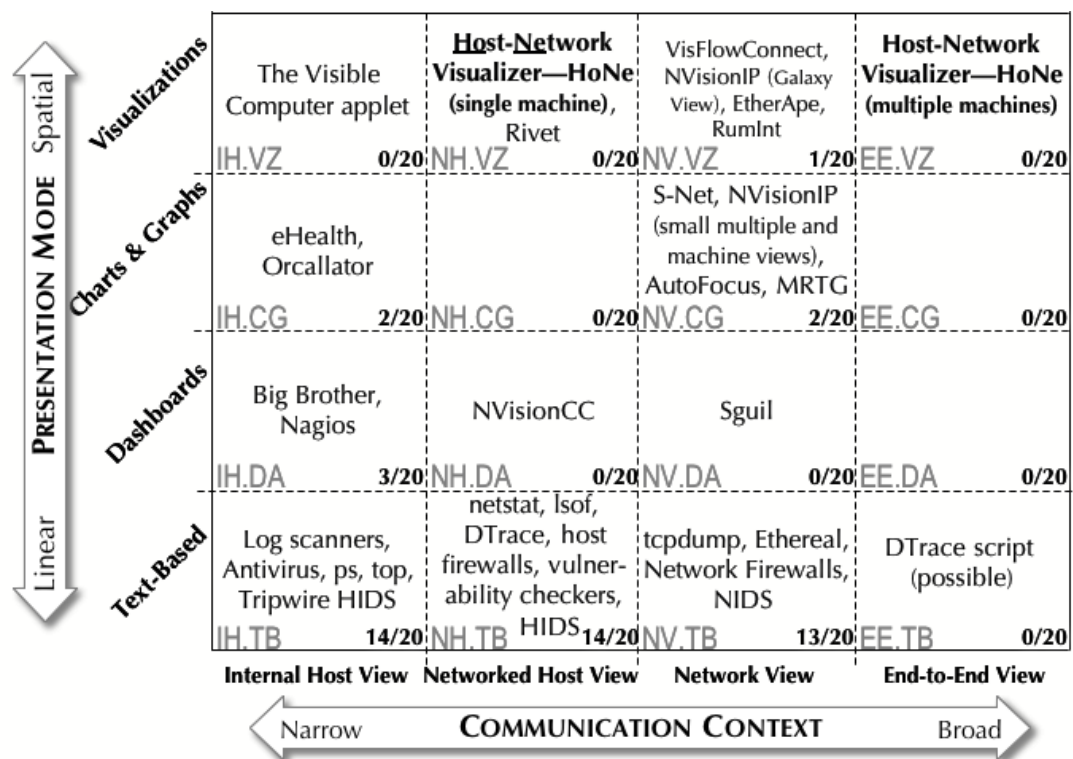 PRESENTATION MODE
Spatial
Linear
Visualizations
The Visible
Computer applet
IH.VZ 0/20
Host-Network
Visualizer—HoNe
(single machine),
Rivet
NH.VZ 0/20
VisFlowConnect,
NVisionIP (Galaxy
View), EtherApe,
RumInt
NV.VZ 1/20
Host-Network
Visualizer—HoNe
(multiple machines)
EE.VZ 0/20
Charts & Graphs
eHealth,
Orcallator
IH.CG 2/20
NH.CG 0/20
S-Net, NVisionIP
(small multiple and
machine views),
AutoFocus, MRTG
NV.CG 2/20
EE.CG 0/20
Dashboards
Big Brother,
Nagios
IH.DA 3/20
NVisionCC
NH.DA 0/20
Sguil
NV.DA 0/20
EE.DA 0/20
Text-Based
Log scanners,
Antivirus, ps, top,
Tripwire HIDS
IH.TB 14/20
netstat, lsof,
DTrace, host
firewalls, vulner-
ability checkers,
HIDS
NH.TB 14/20
tcpdump, Ethereal,
Network Firewalls,
NIDS
NV.TB 13/20
DTrace script
(possible)
EE.TB 0/20
Internal Host View Networked Host View Network View End-to-End View
Narrow COMMUNICATION CONTEXT Broad